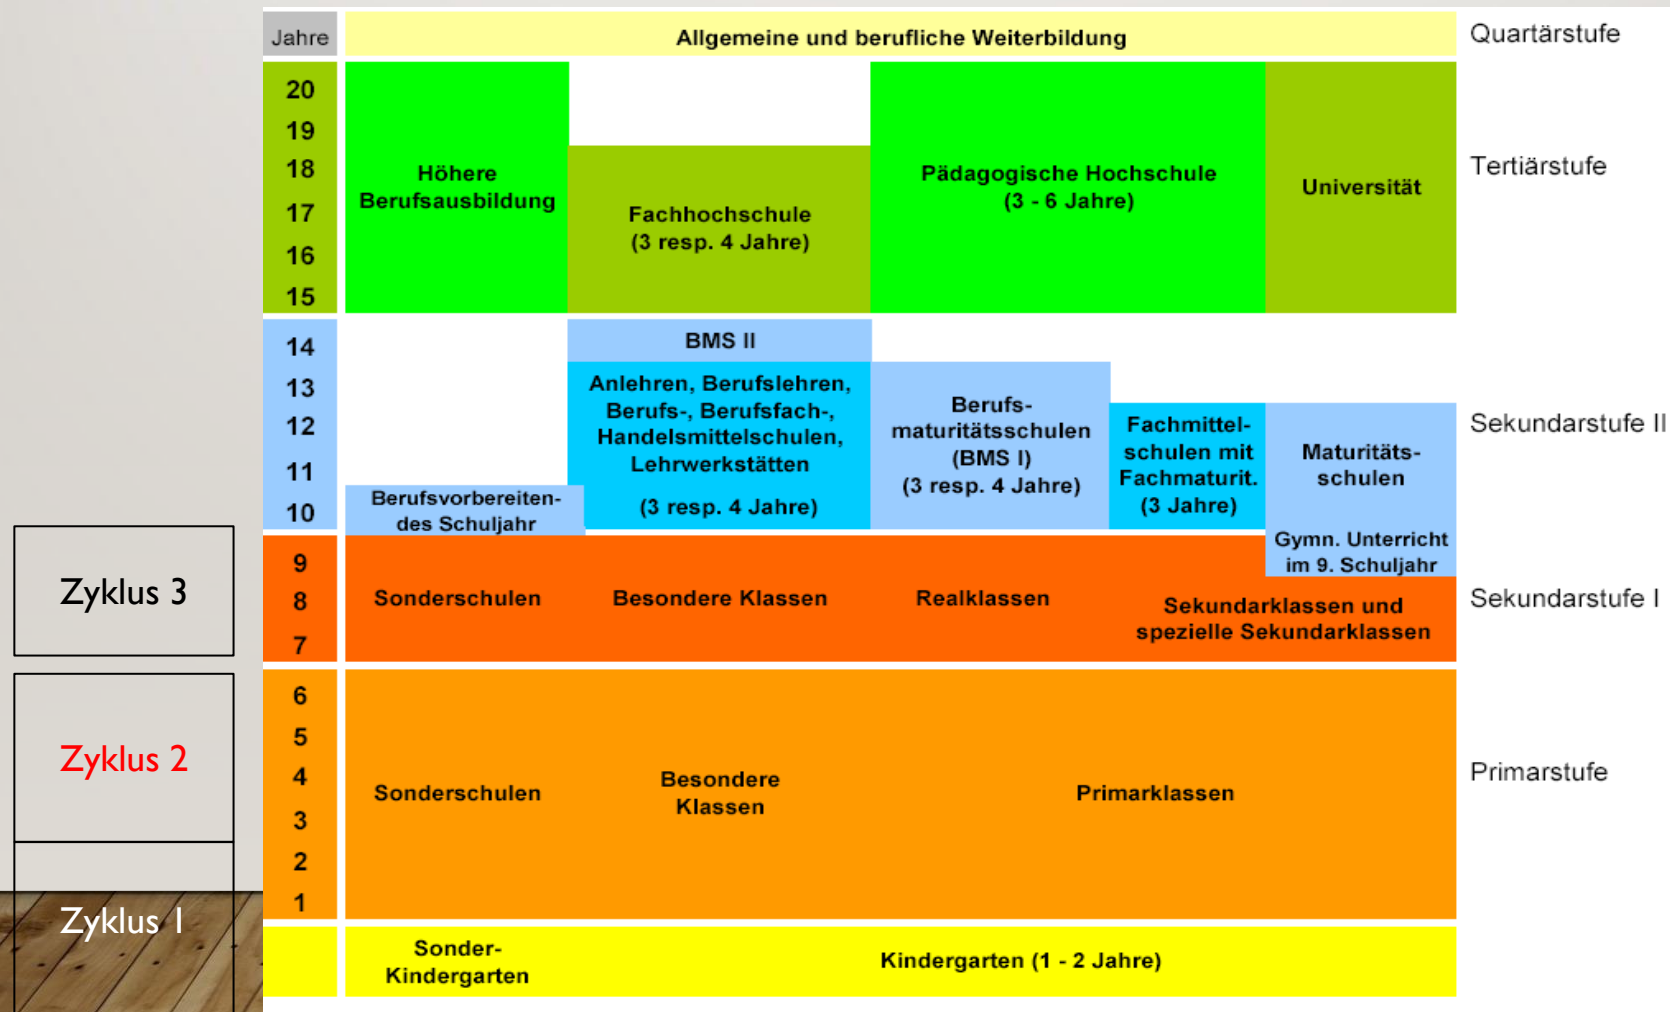 Jahre
Allgemeine und berufliche Weiterbildung
Quartärstufe
20
19
18
17
16
15
Höhere
Berufsausbildung
Fachhochschule
(3 resp. 4 Jahre)
Pädagogische Hochschule
(3 - 6 Jahre)
Universität
Tertiärstufe
14
13
12
11
10
BMS II
Anlehren, Berufslehren,
Berufs-, Berufsfach-,
Handelsmittelschulen,
Lehrwerkstätten
(3 resp. 4 Jahre)
Berufs-
maturitätsschulen
(BMS I)
(3 resp. 4 Jahre)
Fachmittel-
schulen mit
Fachmaturit.
(3 Jahre)
Maturitäts-
schulen
Gymn. Unterricht
im 9. Schuljahr
Berufsvorbereiten-
des Schuljahr
Sekundarstufe II
Zyklus 3
9
8
7
Sonderschulen
Besondere Klassen
Realklassen
Sekundarklassen und
spezielle Sekundarklassen
Sekundarstufe I
Zyklus 2
6
5
4
3
2
1
Sonderschulen
Besondere
Klassen
Primarklassen
Primarstufe
Zyklus 1
Sonder-
Kindergarten
Kindergarten (1 - 2 Jahre)